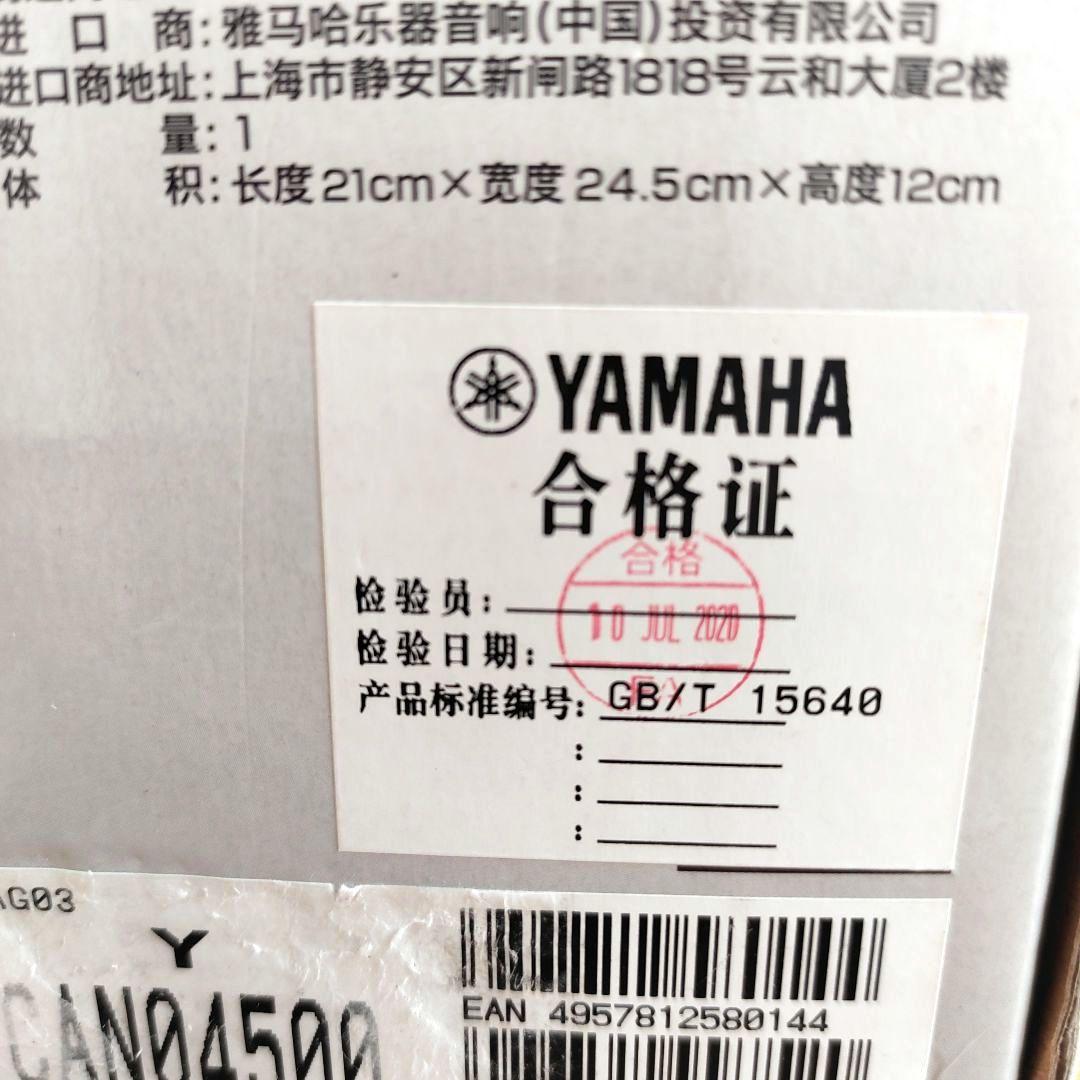 进口商:雅马哈乐器音响(中国)投资有限公司
进口商地址:上海市静安区新闸路1818号云和大厦2楼
数量:1
体积:长度21cm×宽度24.5cm×高度12cm
YAMAHA
合格证
合格
检验员:
10 JUL 2020
检验日期:
产品标准编号: GB/T 15640
:
:
:
AG03
Y
CAN04500
EAN 4957812580144